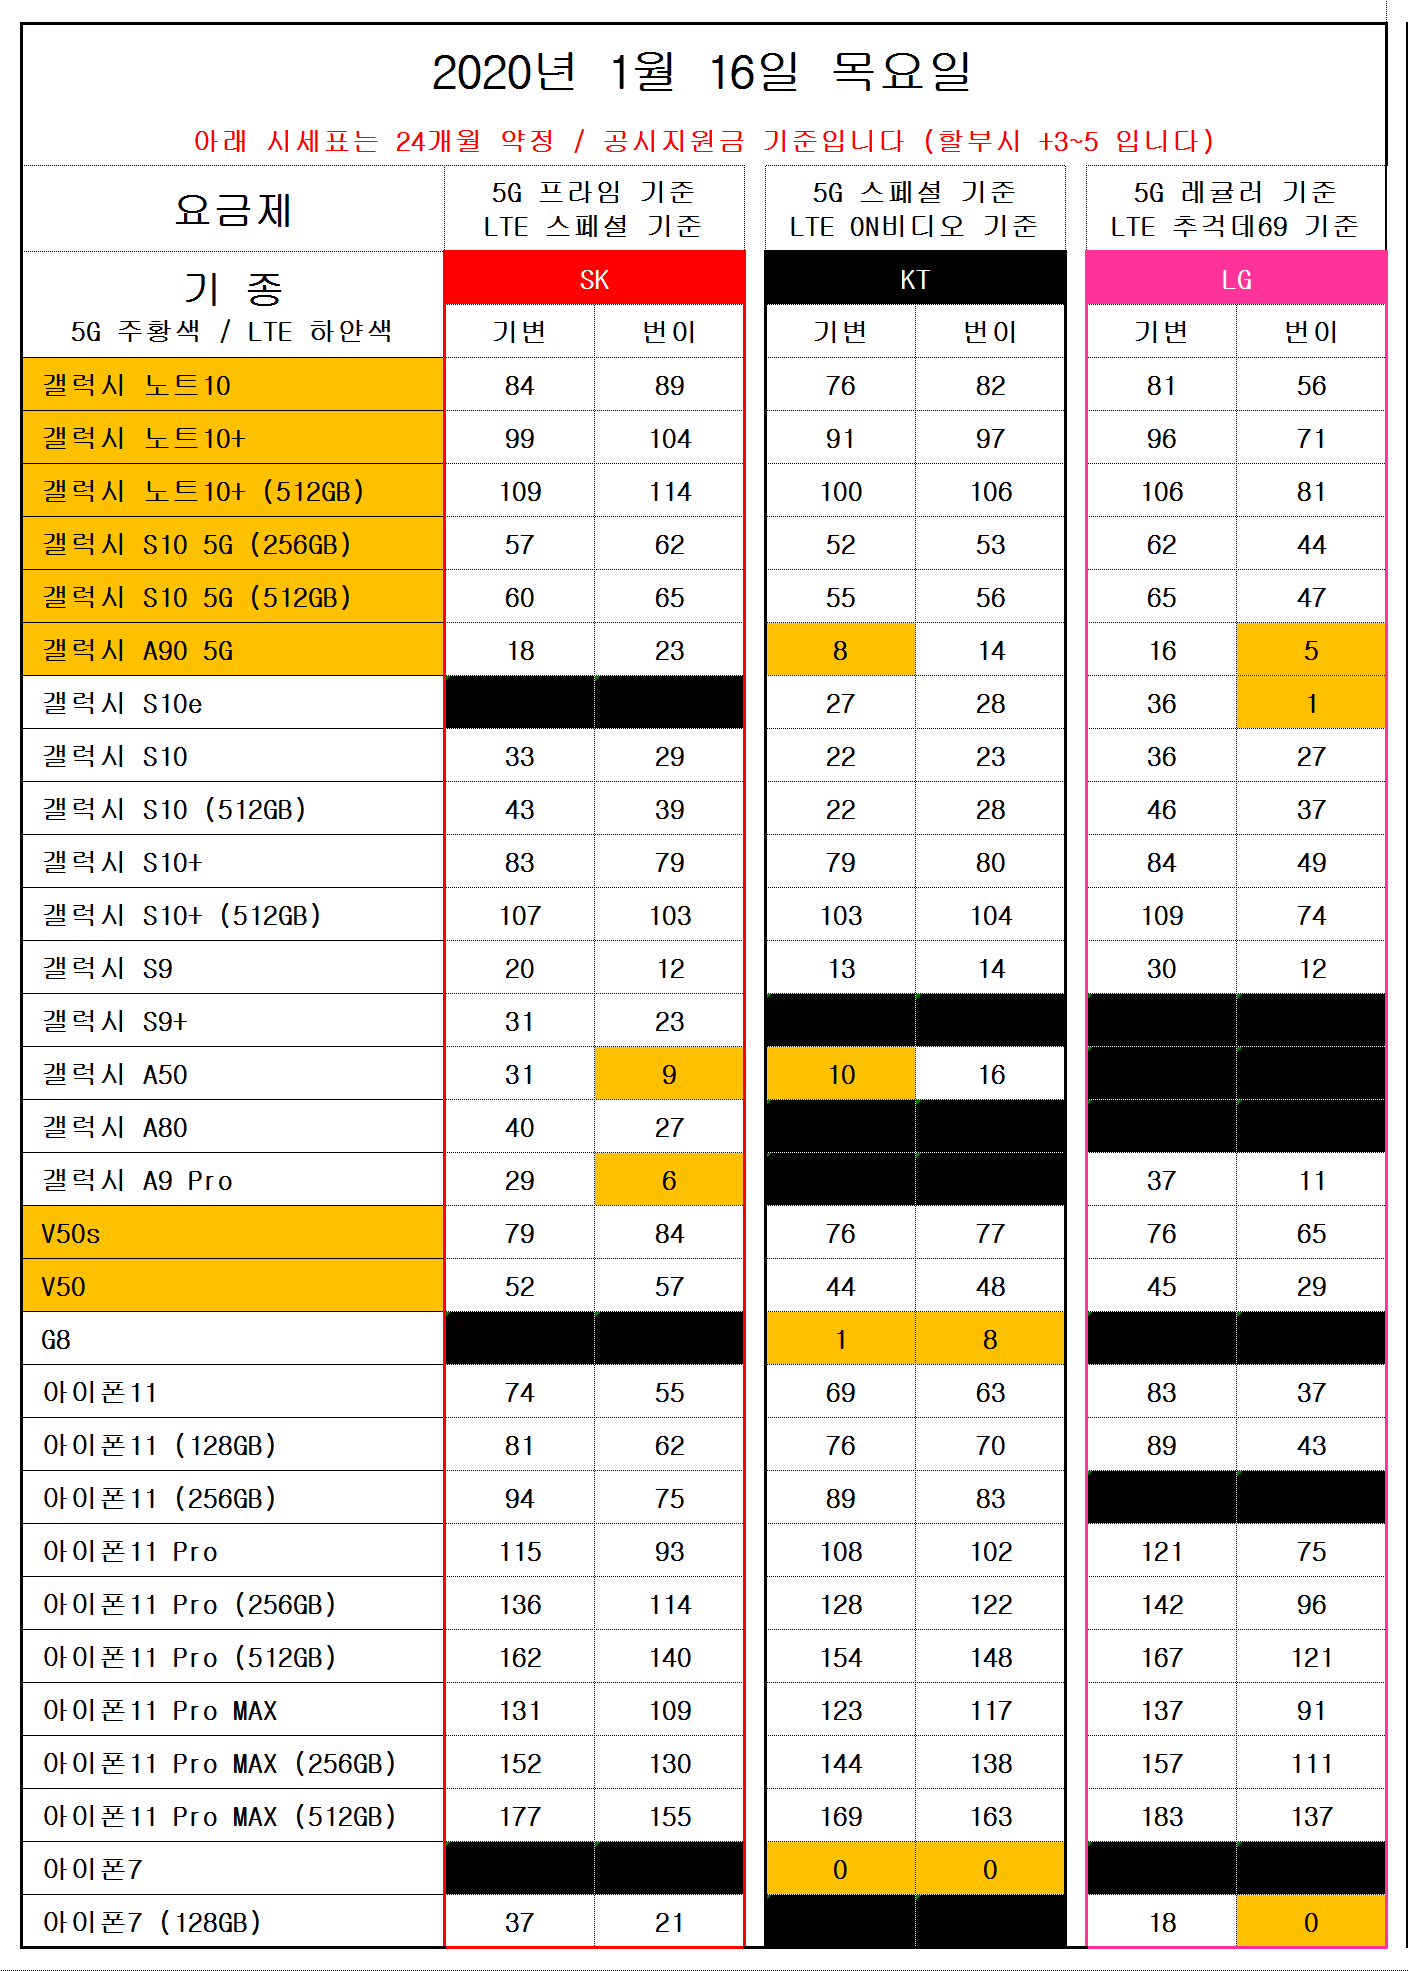 2020년 1월 16일 목요일
아래 시세표는 24개월 약정 / 공시지원금 기준입니다 (할부시 +3~5 입니다)
요금제 5G 프라임 기준 5G 스페셜 기준 5G 레귤러 기준
LTE 스페셜 기준 LTE ON비디오 기준 LTE 추걱데69 기준
기 종 SK KT LG
5G 주황색 / LTE 하얀색 기변 번이 기변 번이 기변 번이
갤럭시 노트10 84 89 76 82 81 56
갤럭시 노트10+ 99 104 91 97 96 71
갤럭시 노트10+ (512GB) 109 114 100 106 106 81
갤럭시 S10 5G (256GB) 57 62 52 53 62 44
갤럭시 S10 5G (512GB) 60 65 55 56 65 47
갤럭시 A90 5G 18 23 8 14 16 5
갤럭시 S10e 27 28 36 1
갤럭시 S10 33 29 22 23 36 27
갤럭시 S10 (512GB) 43 39 22 28 46 37
갤럭시 S10+ 83 79 79 80 84 49
갤럭시 S10+ (512GB) 107 103 103 104 109 74
갤럭시 S9 20 12 13 14 30 12
갤럭시 S9+ 31 23
갤럭시 A50 31 9 10 16
갤럭시 A80 40 27
갤럭시 A9 Pro 29 6 37 11
V50s 79 84 76 77 76 65
V50 52 57 44 48 45 29
G8 1 8
아이폰11 74 55 69 63 83 37
아이폰11 (128GB) 81 62 76 70 89 43
아이폰11 (256GB) 94 75 89 83
아이폰11 Pro 115 93 108 102 121 75
아이폰11 Pro (256GB) 136 114 128 122 142 96
아이폰11 Pro (512GB) 162 140 154 148 167 121
아이폰11 Pro MAX 131 109 123 117 137 91
아이폰11 Pro MAX (256GB) 152 130 144 138 157 111
아이폰11 Pro MAX (512GB) 177 155 169 163 183 137
아이폰7 0 0
아이폰7 (128GB) 37 21 18 0